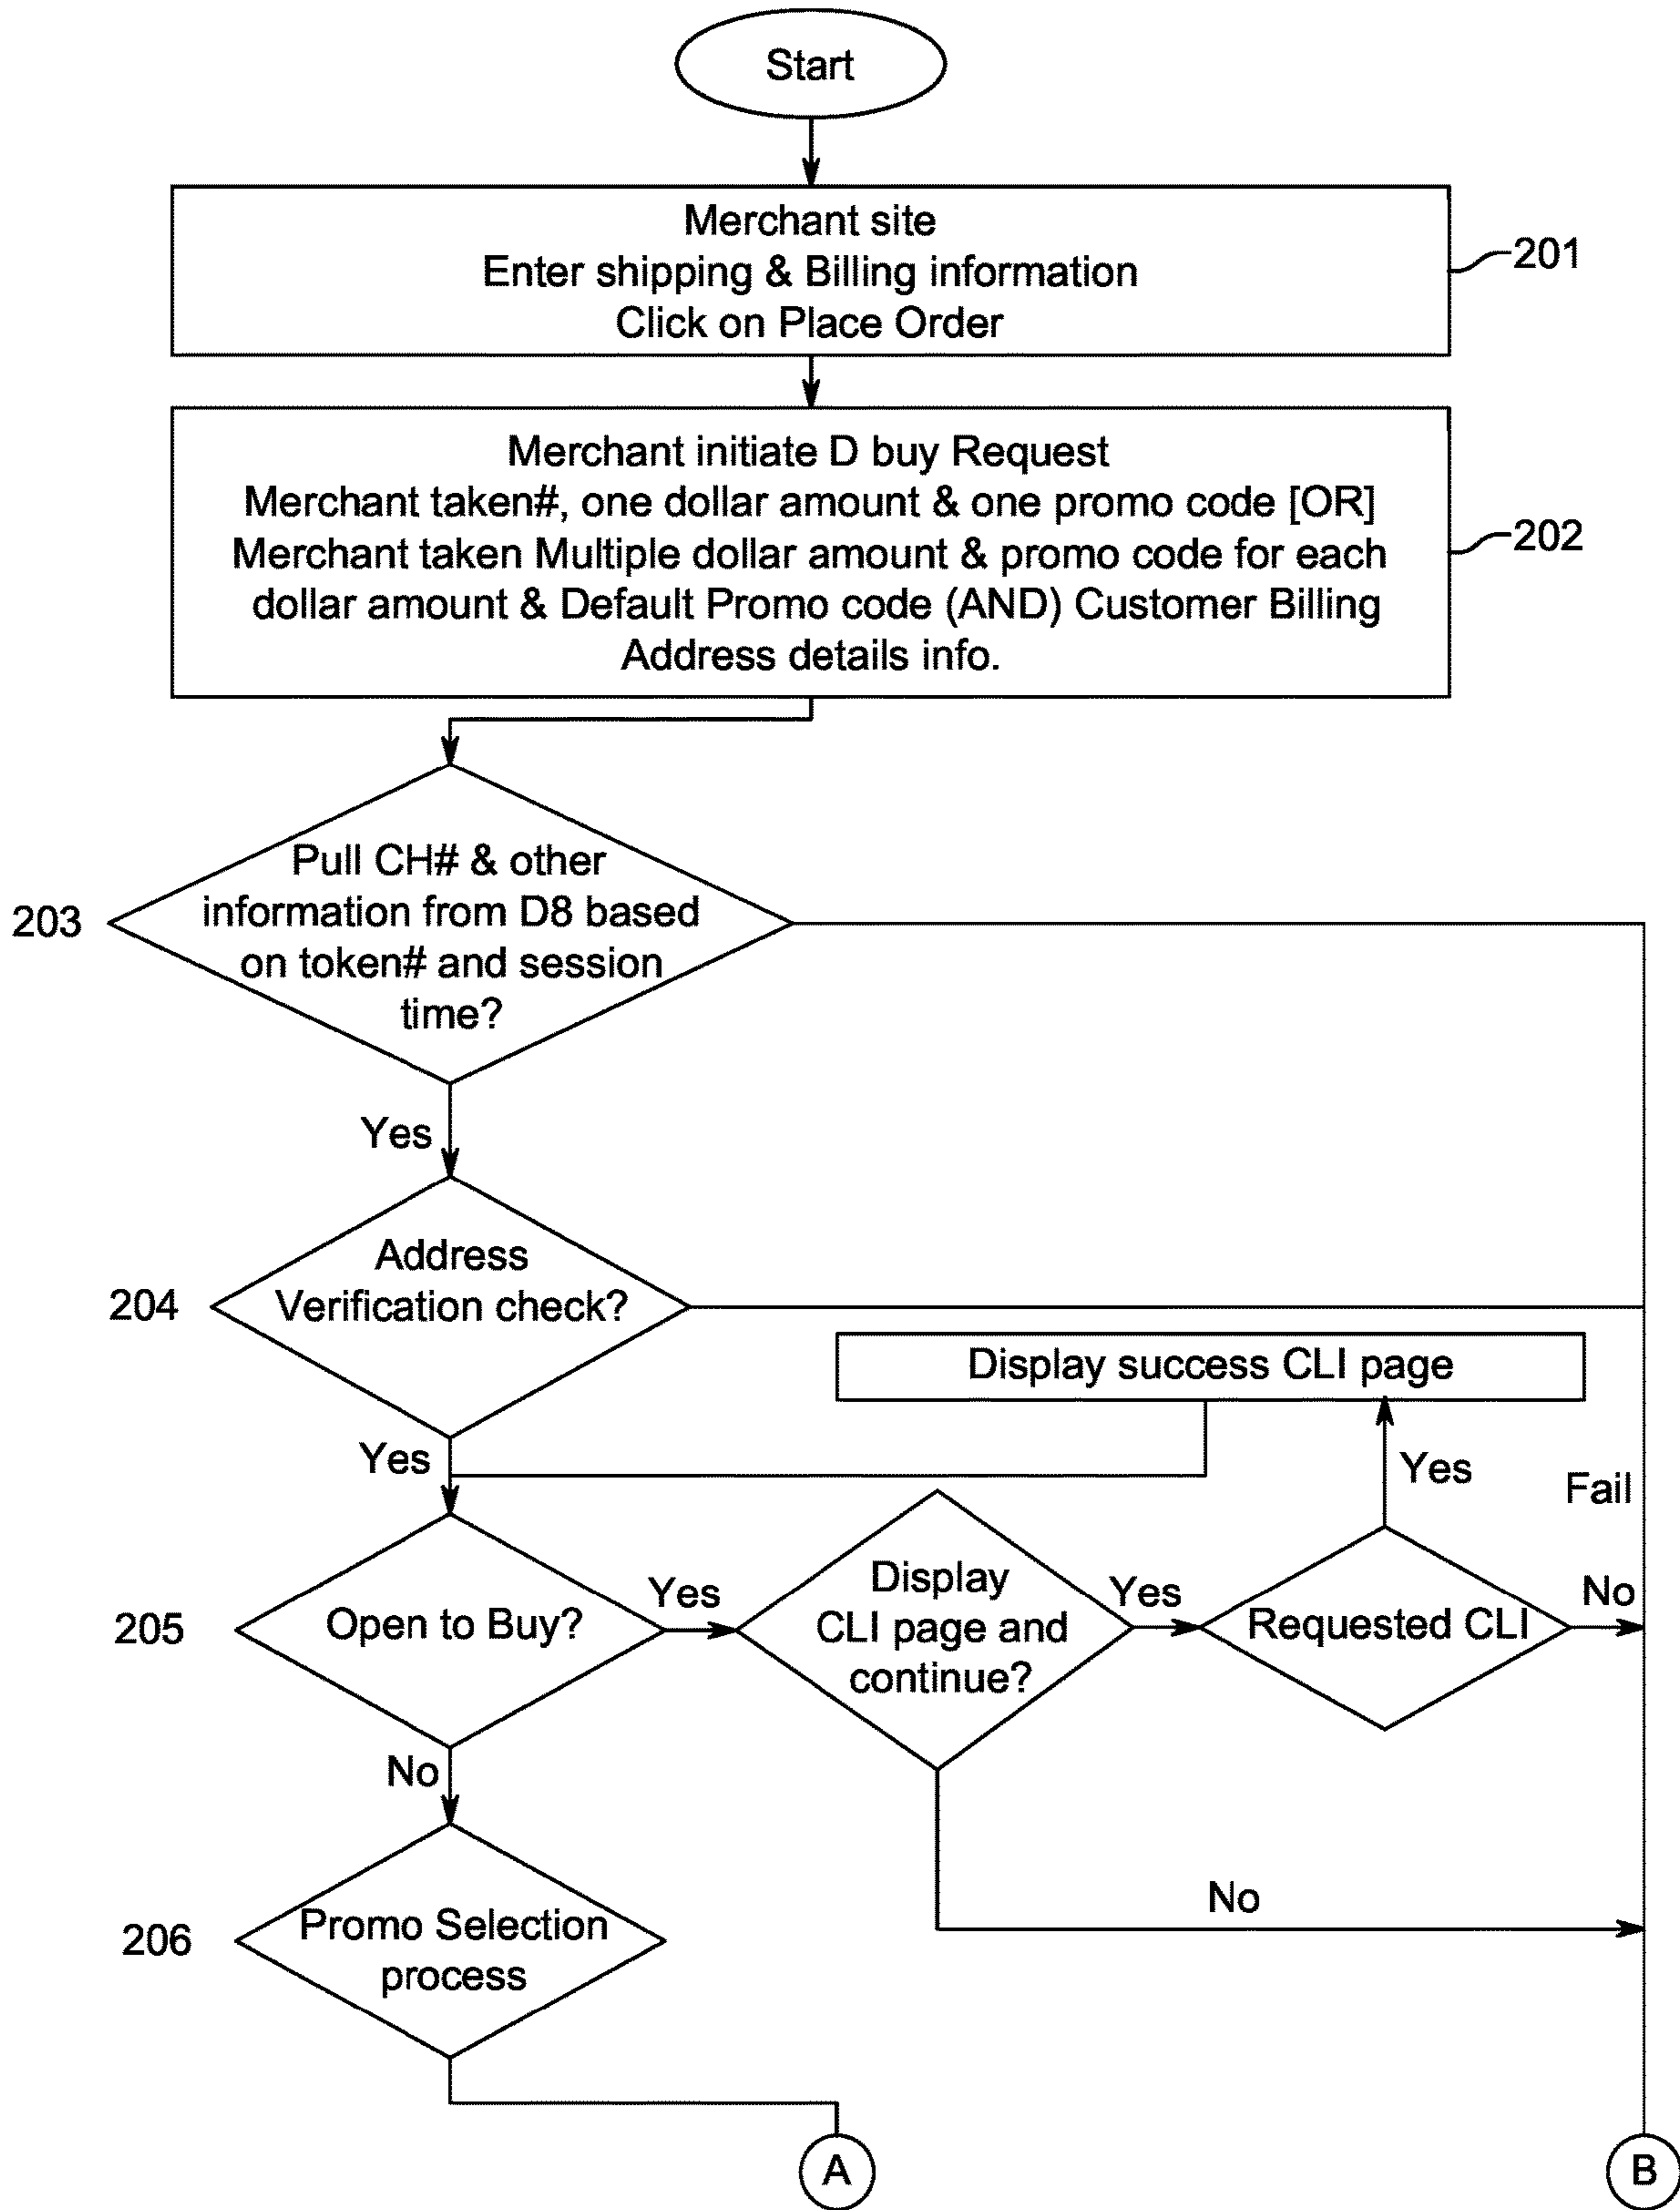 Start
Merchant site
Enter shipping & Billing information
Click on Place Order
201
Merchant initiate D buy Request
Merchant taken#, one dollar amount & one promo code [OR]
Merchant taken Multiple dollar amount & promo code for each
dollar amount & Default Promo code (AND) Customer Billing
Address details info.
202
203
Pull CH# & other
information from D8 based
on token# and session
time?
Yes
204
Address
Verification check?
Display success CLI page
Yes
Yes
Fail
205
Open to Buy?
Yes
Display
CLI page and
continue?
Yes
Requested CLI
No
No
206
Promo Selection
process
No
A
B